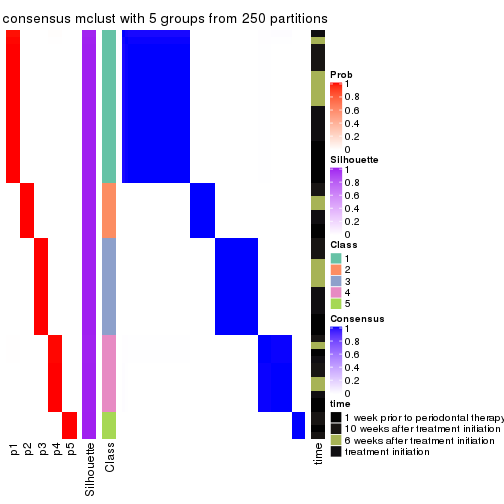 consensus mclust with 5 groups from 250 partitions
Prob
1
0.8
0.6
0.4
0.2
0
Silhouette
1
0.8
0.6
0.4
0.2
0
Class
1
2
3
4
5
Consensus
1
0.8
0.6
0.4
0.2
0
time
1 week prior to periodontal therapy
10 weeks after treatment initiation
6 weeks after treatment initiation
treatment initiation
p1
p2
p3
p4
p5
Silhouette
Class
time